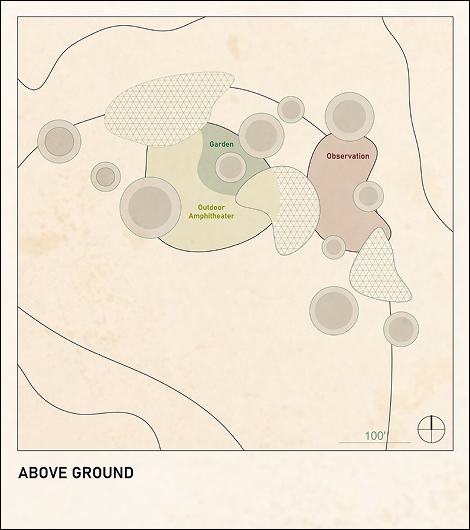 Garden
Observation
Outdoor
Amphitheater
100'
ABOVE GROUND